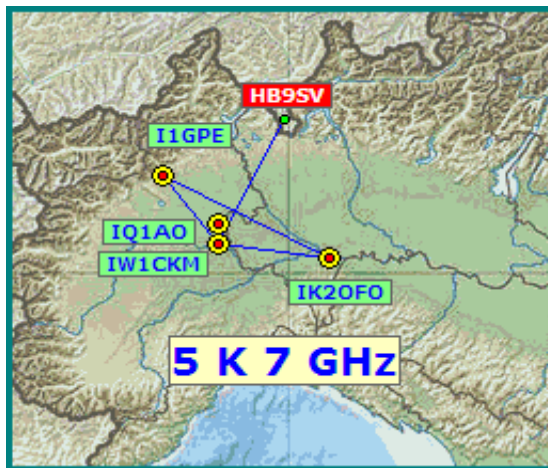 HB9SV
I1GPE
IQ1AO
IW1CKM
IK2OFO
5 K 7 GHz